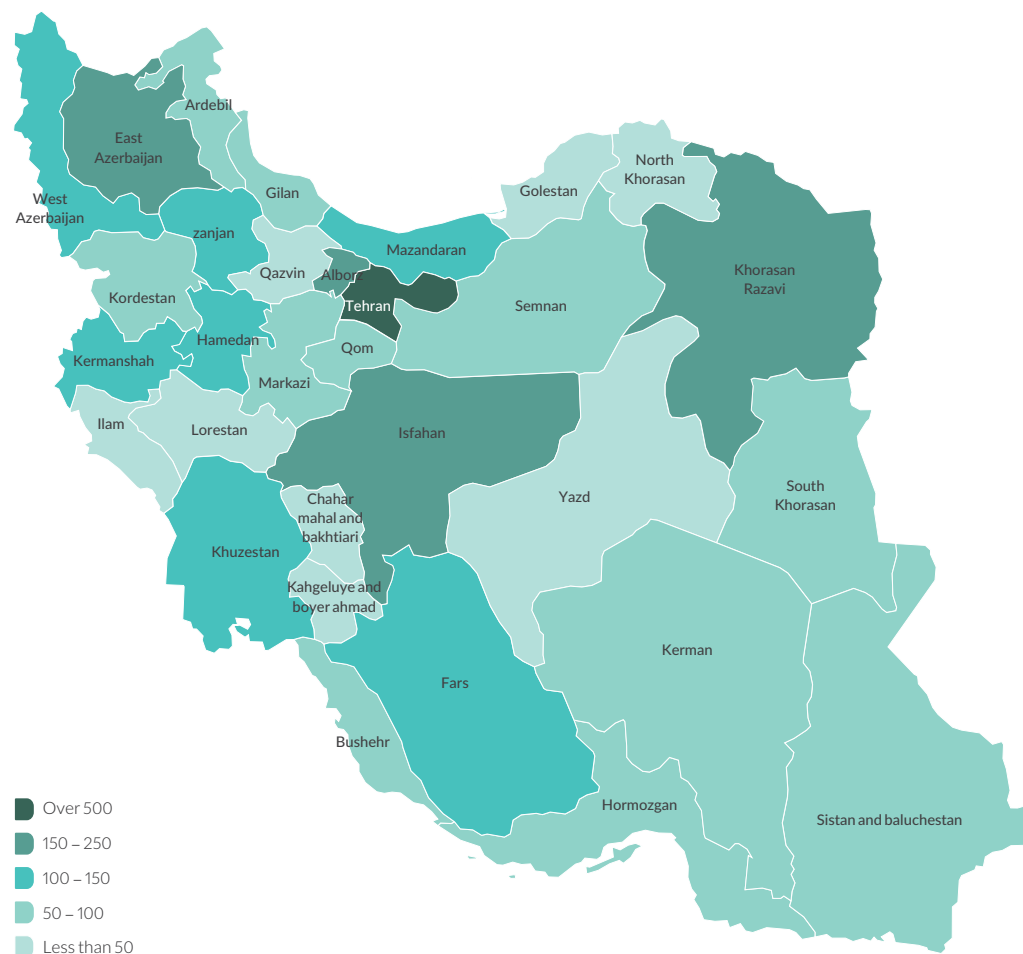 Ardebil
East
Azerbaijan
North
Khorasan
Golestan
Gilan
West
Azerbaijan
zanjan
Mazandaran
Qazvin
Alborz
Khorasan
Razavi
Kordestan
Tehran
Semnan
Hamedan
Qom
Kermanshah
Markazi
Ilam
Lorestan
Isfahan
South
Khorasan
Yazd
Chahar
mahal and
bakhtiari
Khuzestan
Kahgeluye and
boyer ahmad
Kerman
Fars
Bushehr
Hormozgan
Sistan and baluchestan
Over 500
150 – 250
100 – 150
50 – 100
Less than 50